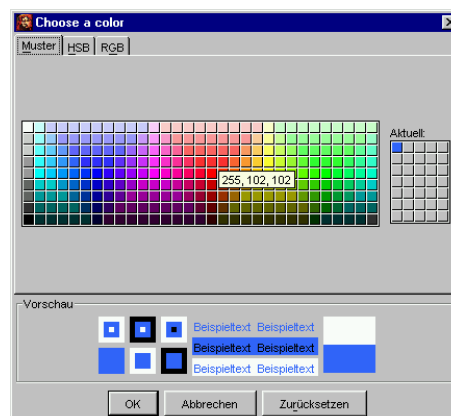 Choose a color
Muster HSB RGB
Aktuell:
255, 102, 102
Vorschau
Beispieltext Beispieltext
Beispieltext Beispieltext
Beispieltext Beispieltext
OK Abbrechen Zurücksetzen